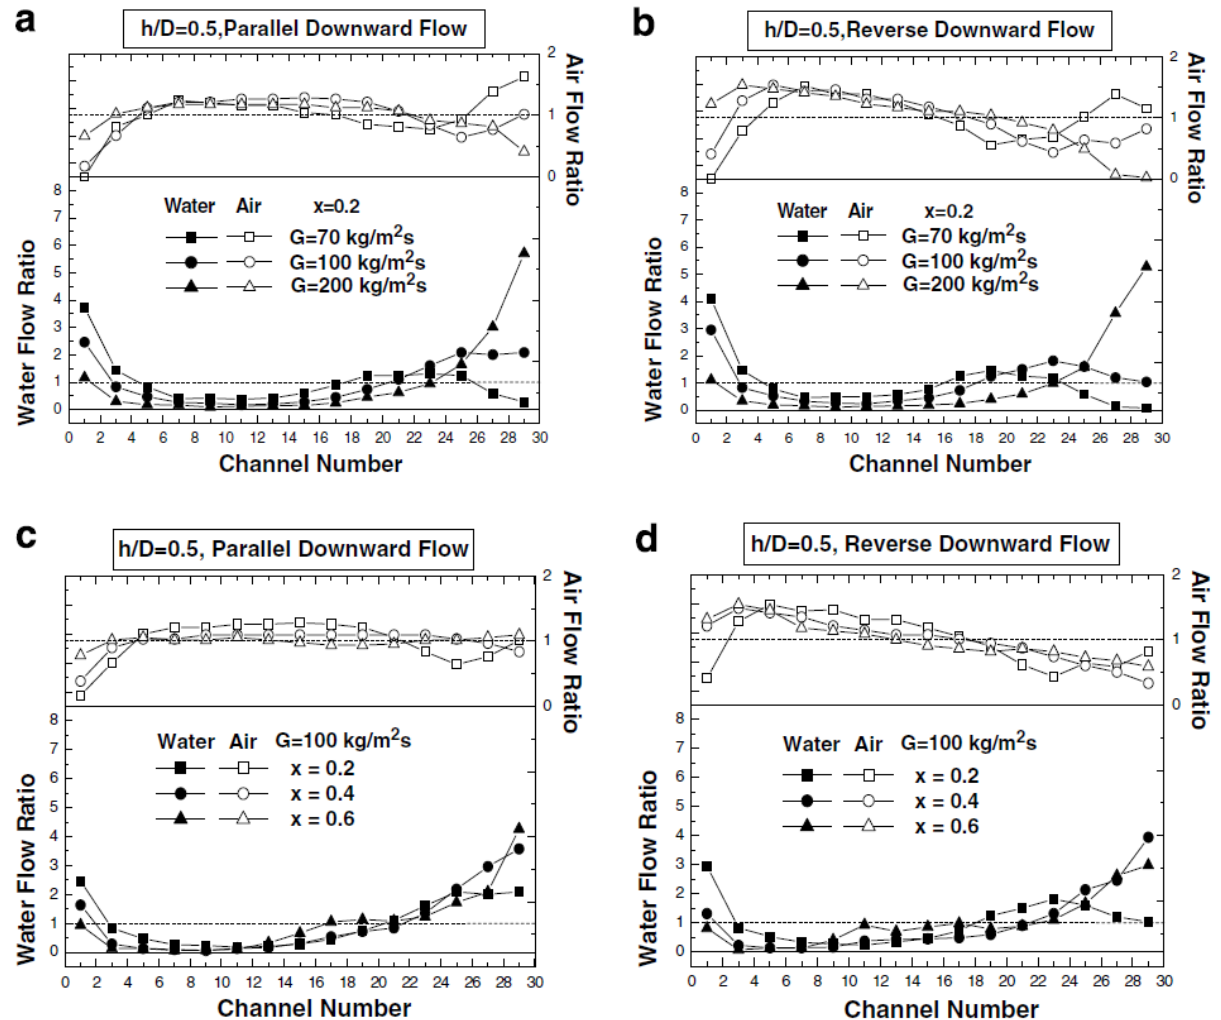 a
h/D=0.5,Parallel Downward Flow
2
1
0
Air Flow Ratio
8
7
6
5
4
3
2
1
0
Water Flow Ratio
Water Air x=0.2
G=70 kg/m²s
G=100 kg/m²s
G=200 kg/m²s
0 2 4 6 8 10 12 14 16 18 20 22 24 26 28 30
Channel Number
b
h/D=0.5,Reverse Downward Flow
2
1
0
Air Flow Ratio
8
7
6
5
4
3
2
1
0
Water Flow Ratio
Water Air x=0.2
G=70 kg/m²s
G=100 kg/m²s
G=200 kg/m²s
0 2 4 6 8 10 12 14 16 18 20 22 24 26 28 30
Channel Number
c
h/D=0.5, Parallel Downward Flow
2
1
0
Air Flow Ratio
8
7
6
5
4
3
2
1
0
Water Flow Ratio
Water Air G=100 kg/m²s
x = 0.2
x = 0.4
x = 0.6
0 2 4 6 8 10 12 14 16 18 20 22 24 26 28 30
Channel Number
d
h/D=0.5, Reverse Downward Flow
2
1
0
Air Flow Ratio
8
7
6
5
4
3
2
1
0
Water Flow Ratio
Water Air G=100 kg/m²s
x = 0.2
x = 0.4
x = 0.6
0 2 4 6 8 10 12 14 16 18 20 22 24 26 28 30
Channel Number